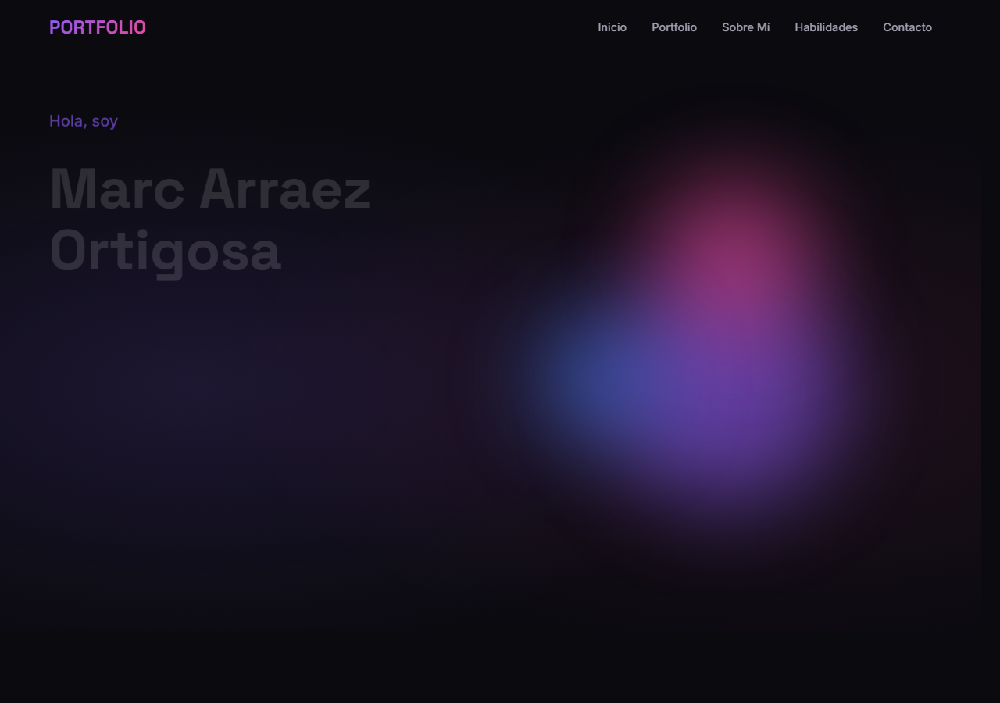 PORTFOLIO
Inicio
Portfolio
Sobre Mí
Habilidades
Contacto
Hola, soy
Marc Arraez
Ortigosa